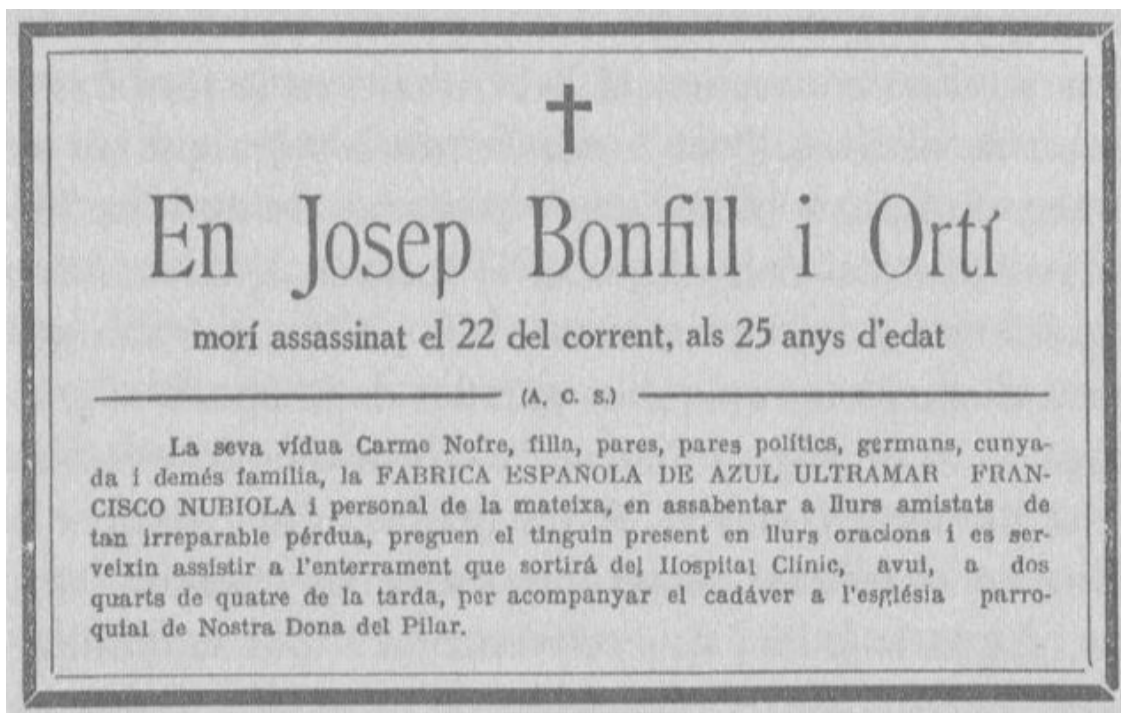 En Josep Bonfill i Ortí
morí assassinat el 22 del corrent, als 25 anys d'edat
(A. C. S.)
La seva vídua Carme Nofre, filla, pares, pares polítics, germans, cunya-
da i demés família, la FABRICA ESPAÑOLA DE AZUL ULTRAMAR FRAN-
CISCO NUBIOLA i personal de la mateixa, en assabentar a llurs amistats de
tan irreparable pérdua, preguen el tinguin present en llurs oracions i es ser-
veixin assistir a l'enterrament que sortirá del Hospital Clínic, avui, a dos
quarts de quatre de la tarda, per acompanyar el cadáver a l'església parro-
quial de Nostra Dona del Pilar.